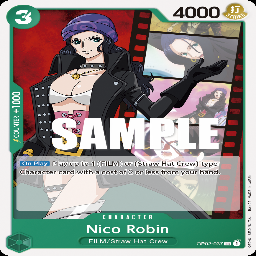 3
4000
COUNTER +1000
SAMPLE
On Play Play up to 1 {FILM} or {Straw Hat Crew} type
Character card with a cost of 2 or less from your hand.
CHARACTER
Nico Robin
FILM/Straw Hat Crew